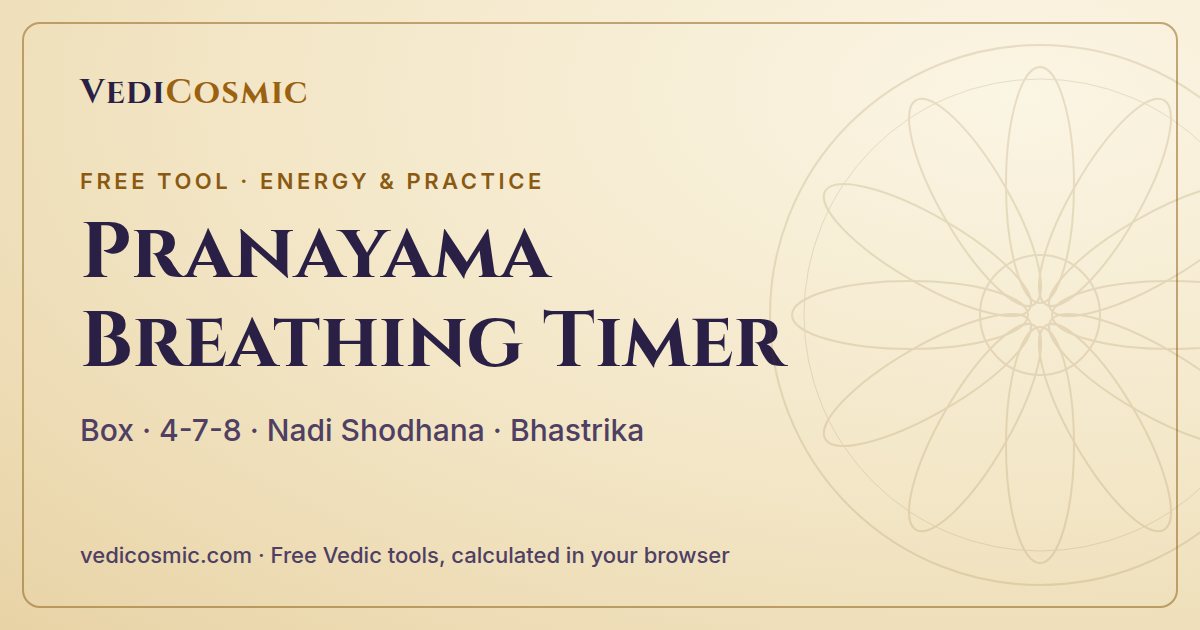 VediCosmic
FREE TOOL · ENERGY & PRACTICE
Pranayama
Breathing Timer
Box · 4-7-8 · Nadi Shodhana · Bhastrika
vedicosmic.com · Free Vedic tools, calculated in your browser